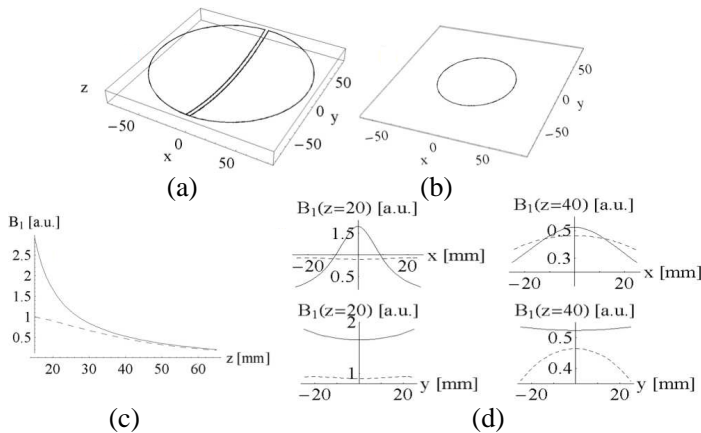 z
−50
0
x
50
−50
0
y
50
(a)
−50
0
x
50
−50
0
y
50
(b)
B1 [a.u.]
2.5
2
1.5
1
0.5
20 30 40 50 60 z [mm]
(c)
B1(z=20) [a.u.]
1.5
−20 20 x [mm]
0.5
B1(z=40) [a.u.]
0.5
0.3
−20 20 x [mm]
B1(z=20) [a.u.]
2
1
−20 20 y [mm]
B1(z=40) [a.u.]
0.5
0.4
−20 20 y [mm]
(d)